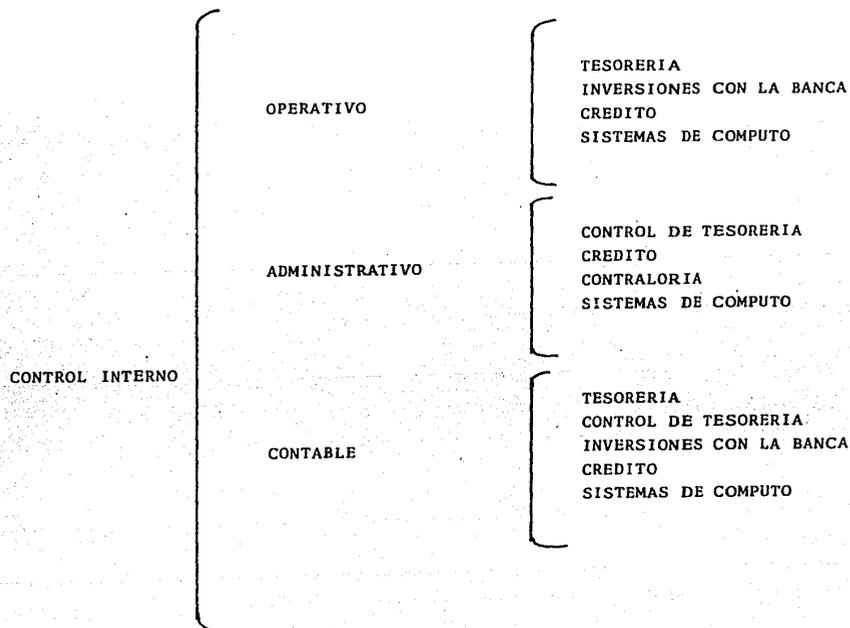 TESORERIA
INVERSIONES CON LA BANCA
OPERATIVO
CREDITO
SISTEMAS DE COMPUTO
CONTROL DE TESORERIA
CREDITO
ADMINISTRATIVO
CONTRALORIA
SISTEMAS DE COMPUTO
CONTROL INTERNO
TESORERIA
CONTROL DE TESORERIA
INVERSIONES CON LA BANCA
CONTABLE
CREDITO
SISTEMAS DE COMPUTO